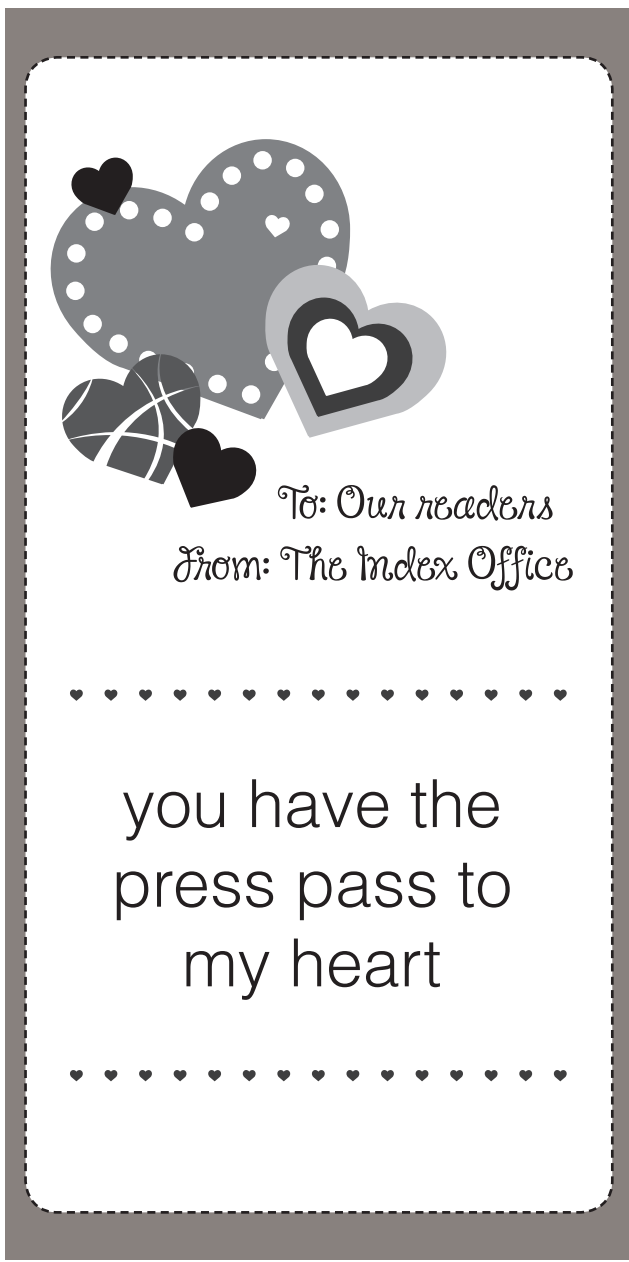 To: Our readers
From: The Index Office
you have the
press pass to
my heart